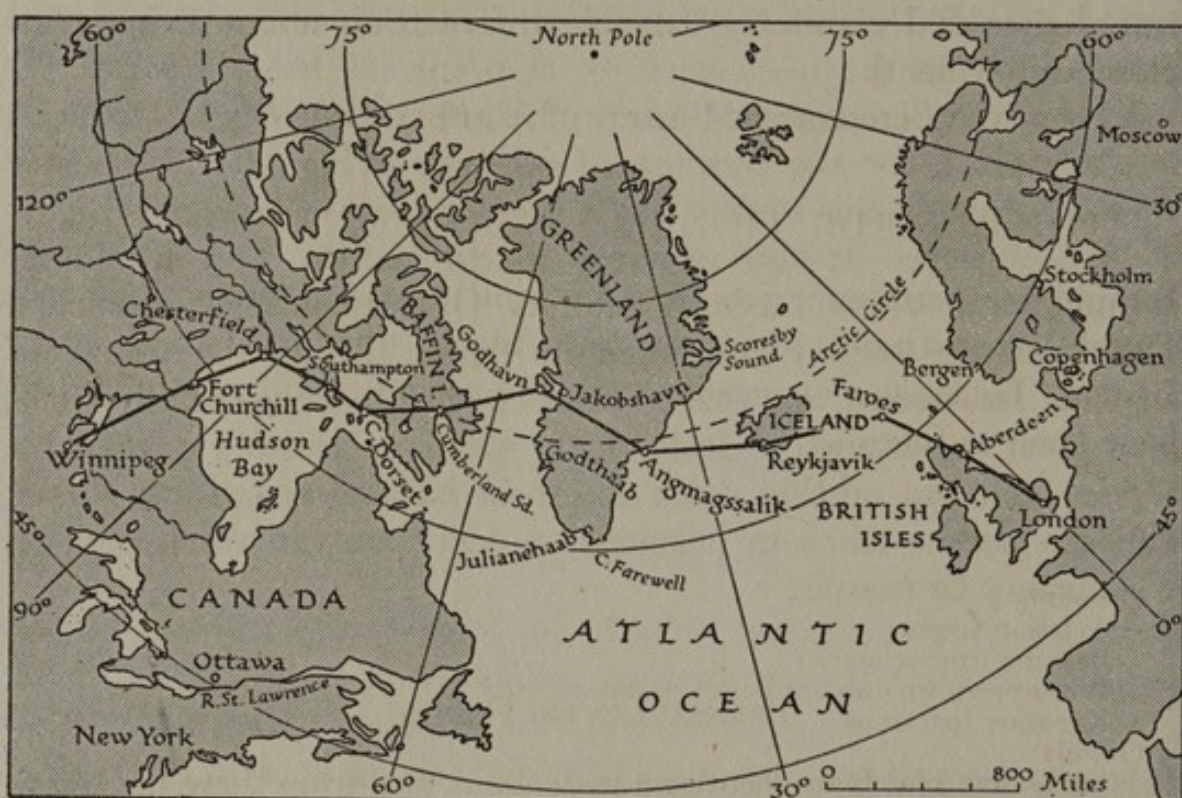 60°
75°
North Pole
75°
60°
Moscow
120°
30°
GREENLAND
Stockholm
Chesterfield
BAFFIN I.
Godhavn
Scoresby
Sound
Arctic Circle
Southampton
Bergen
Copenhagen
Fort
Churchill
Jakobshavn
Faroes
Aberdeen
Winnipeg
Hudson
Bay
C. Dorset
Cumberland Sd.
Godthaab
ICELAND
Reykjavik
Angmagssalik
London
BRITISH
ISLES
45°
45°
Julianehaab
C. Farewell
90°
CANADA
ATLANTIC
OCEAN
0°
Ottawa
R. St. Lawrence
New York
60°
30°
0 800 Miles